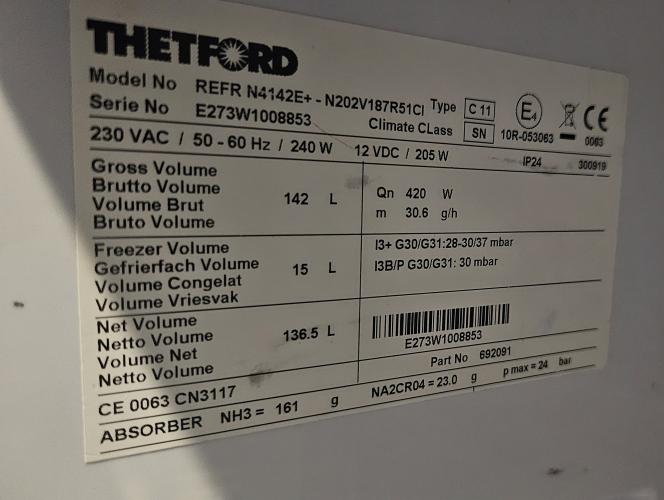 THETFORD
Model No REFR N4142E+ - N202V187R51CI Type C 11
Serie No E273W1008853 Climate CLass SN
E4 10R-053063 CE 0063
230 VAC / 50 - 60 Hz / 240 W 12 VDC / 205 W IP24 300919
Gross Volume
Brutto Volume
Volume Brut
Bruto Volume
142 L
Qn 420 W
m 30.6 g/h
Freezer Volume
Gefrierfach Volume
Volume Congelat
Volume Vriesvak
15 L
I3+ G30/G31:28-30/37 mbar
I3B/P G30/G31: 30 mbar
Net Volume
Netto Volume
Volume Net
Netto Volume
136.5 L
E273W1008853
Part No 692091
CE 0063 CN3117
ABSORBER NH3 = 161 g NA2CR04 = 23.0 g p max = 24 bar